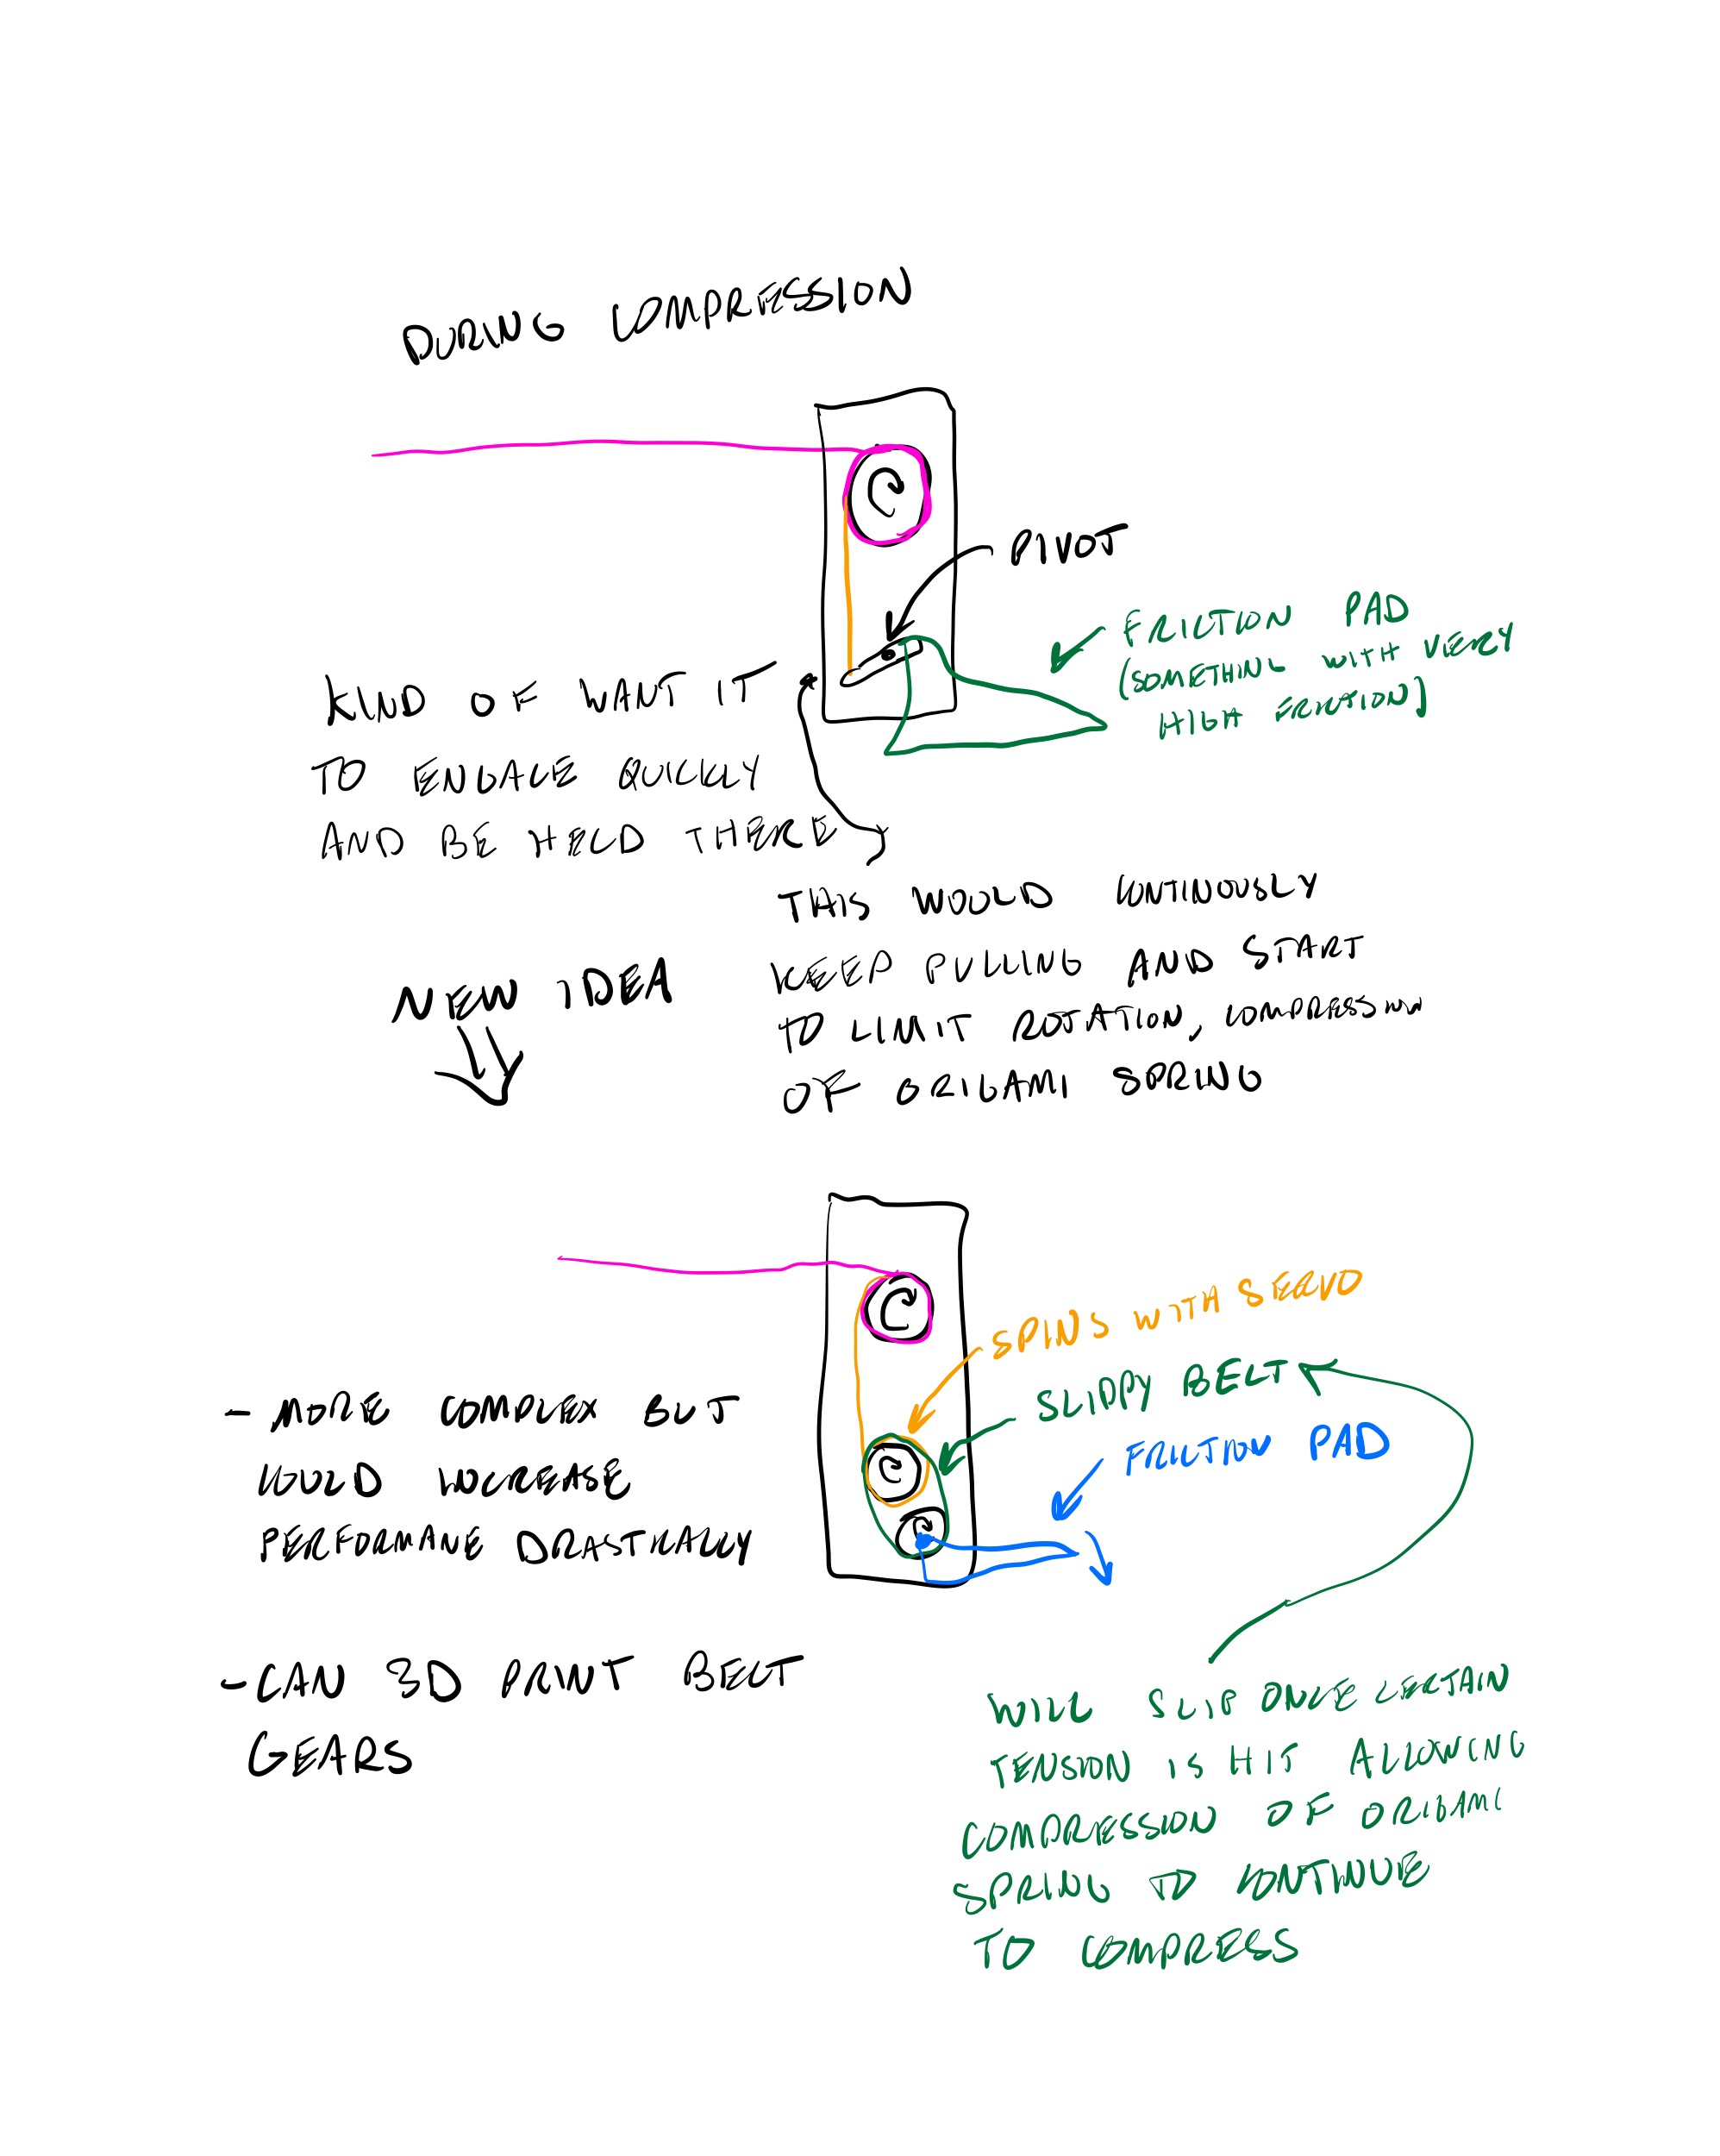 DURING COMPRESSION
PIVOT
FRICTION PAD
(SOMETHING WITH VERY
HIGH FRICTION)
KIND OF WANT IT
TO ENGAGE QUICKLY
AND BE HELD THERE
THIS WOULD CONTINOUSLY
KEEP PULLING AND START
TO LIMIT ROTATION, COMPRESSION
OF ORIGAMI SPRING
NEW IDEA
SPINS WITH SERVO
SLIPPY BELT
FRICTION PAD
- MORE COMPLEX BUT
COULD INCREASE
PERFORMANE DRASTICALLY
- CAN 3D PRINT BELT
GEARS
WILL SLIP ONCE CERTAIN
TENSION IS HIT ALLOWING
COMPRESSION OF ORIGAMI
SPRING TO CONTINUE
TO COMPRESS